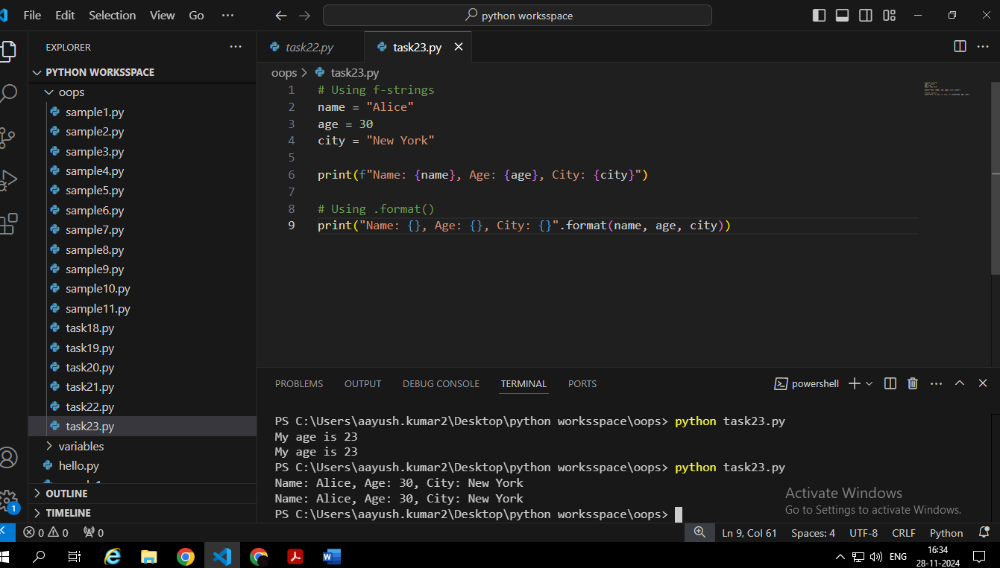 File Edit Selection View Go ···
python worksspace
EXPLORER ···
PYTHON WORKSSPACE
oops
sample1.py
sample2.py
sample3.py
sample4.py
sample5.py
sample6.py
sample7.py
sample8.py
sample9.py
sample10.py
sample11.py
task18.py
task19.py
task20.py
task21.py
task22.py
task23.py
variables
hello.py
OUTLINE
TIMELINE
1
task22.py task23.py
oops > task23.py
1 # Using f-strings
2 name = "Alice"
3 age = 30
4 city = "New York"
5
6 print(f"Name: {name}, Age: {age}, City: {city}")
7
8 # Using .format()
9 print("Name: {}, Age: {}, City: {}".format(name, age, city))
PROBLEMS OUTPUT DEBUG CONSOLE TERMINAL PORTS
powershell
PS C:\Users\aayush.kumar2\Desktop\python worksspace\oops> python task23.py
My age is 23
My age is 23
PS C:\Users\aayush.kumar2\Desktop\python worksspace\oops> python task23.py
Name: Alice, Age: 30, City: New York
Name: Alice, Age: 30, City: New York
PS C:\Users\aayush.kumar2\Desktop\python worksspace\oops>
Activate Windows
Go to Settings to activate Windows.
0 0 0
Ln 9, Col 61 Spaces: 4 UTF-8 CRLF Python
ENG
16:34
28-11-2024